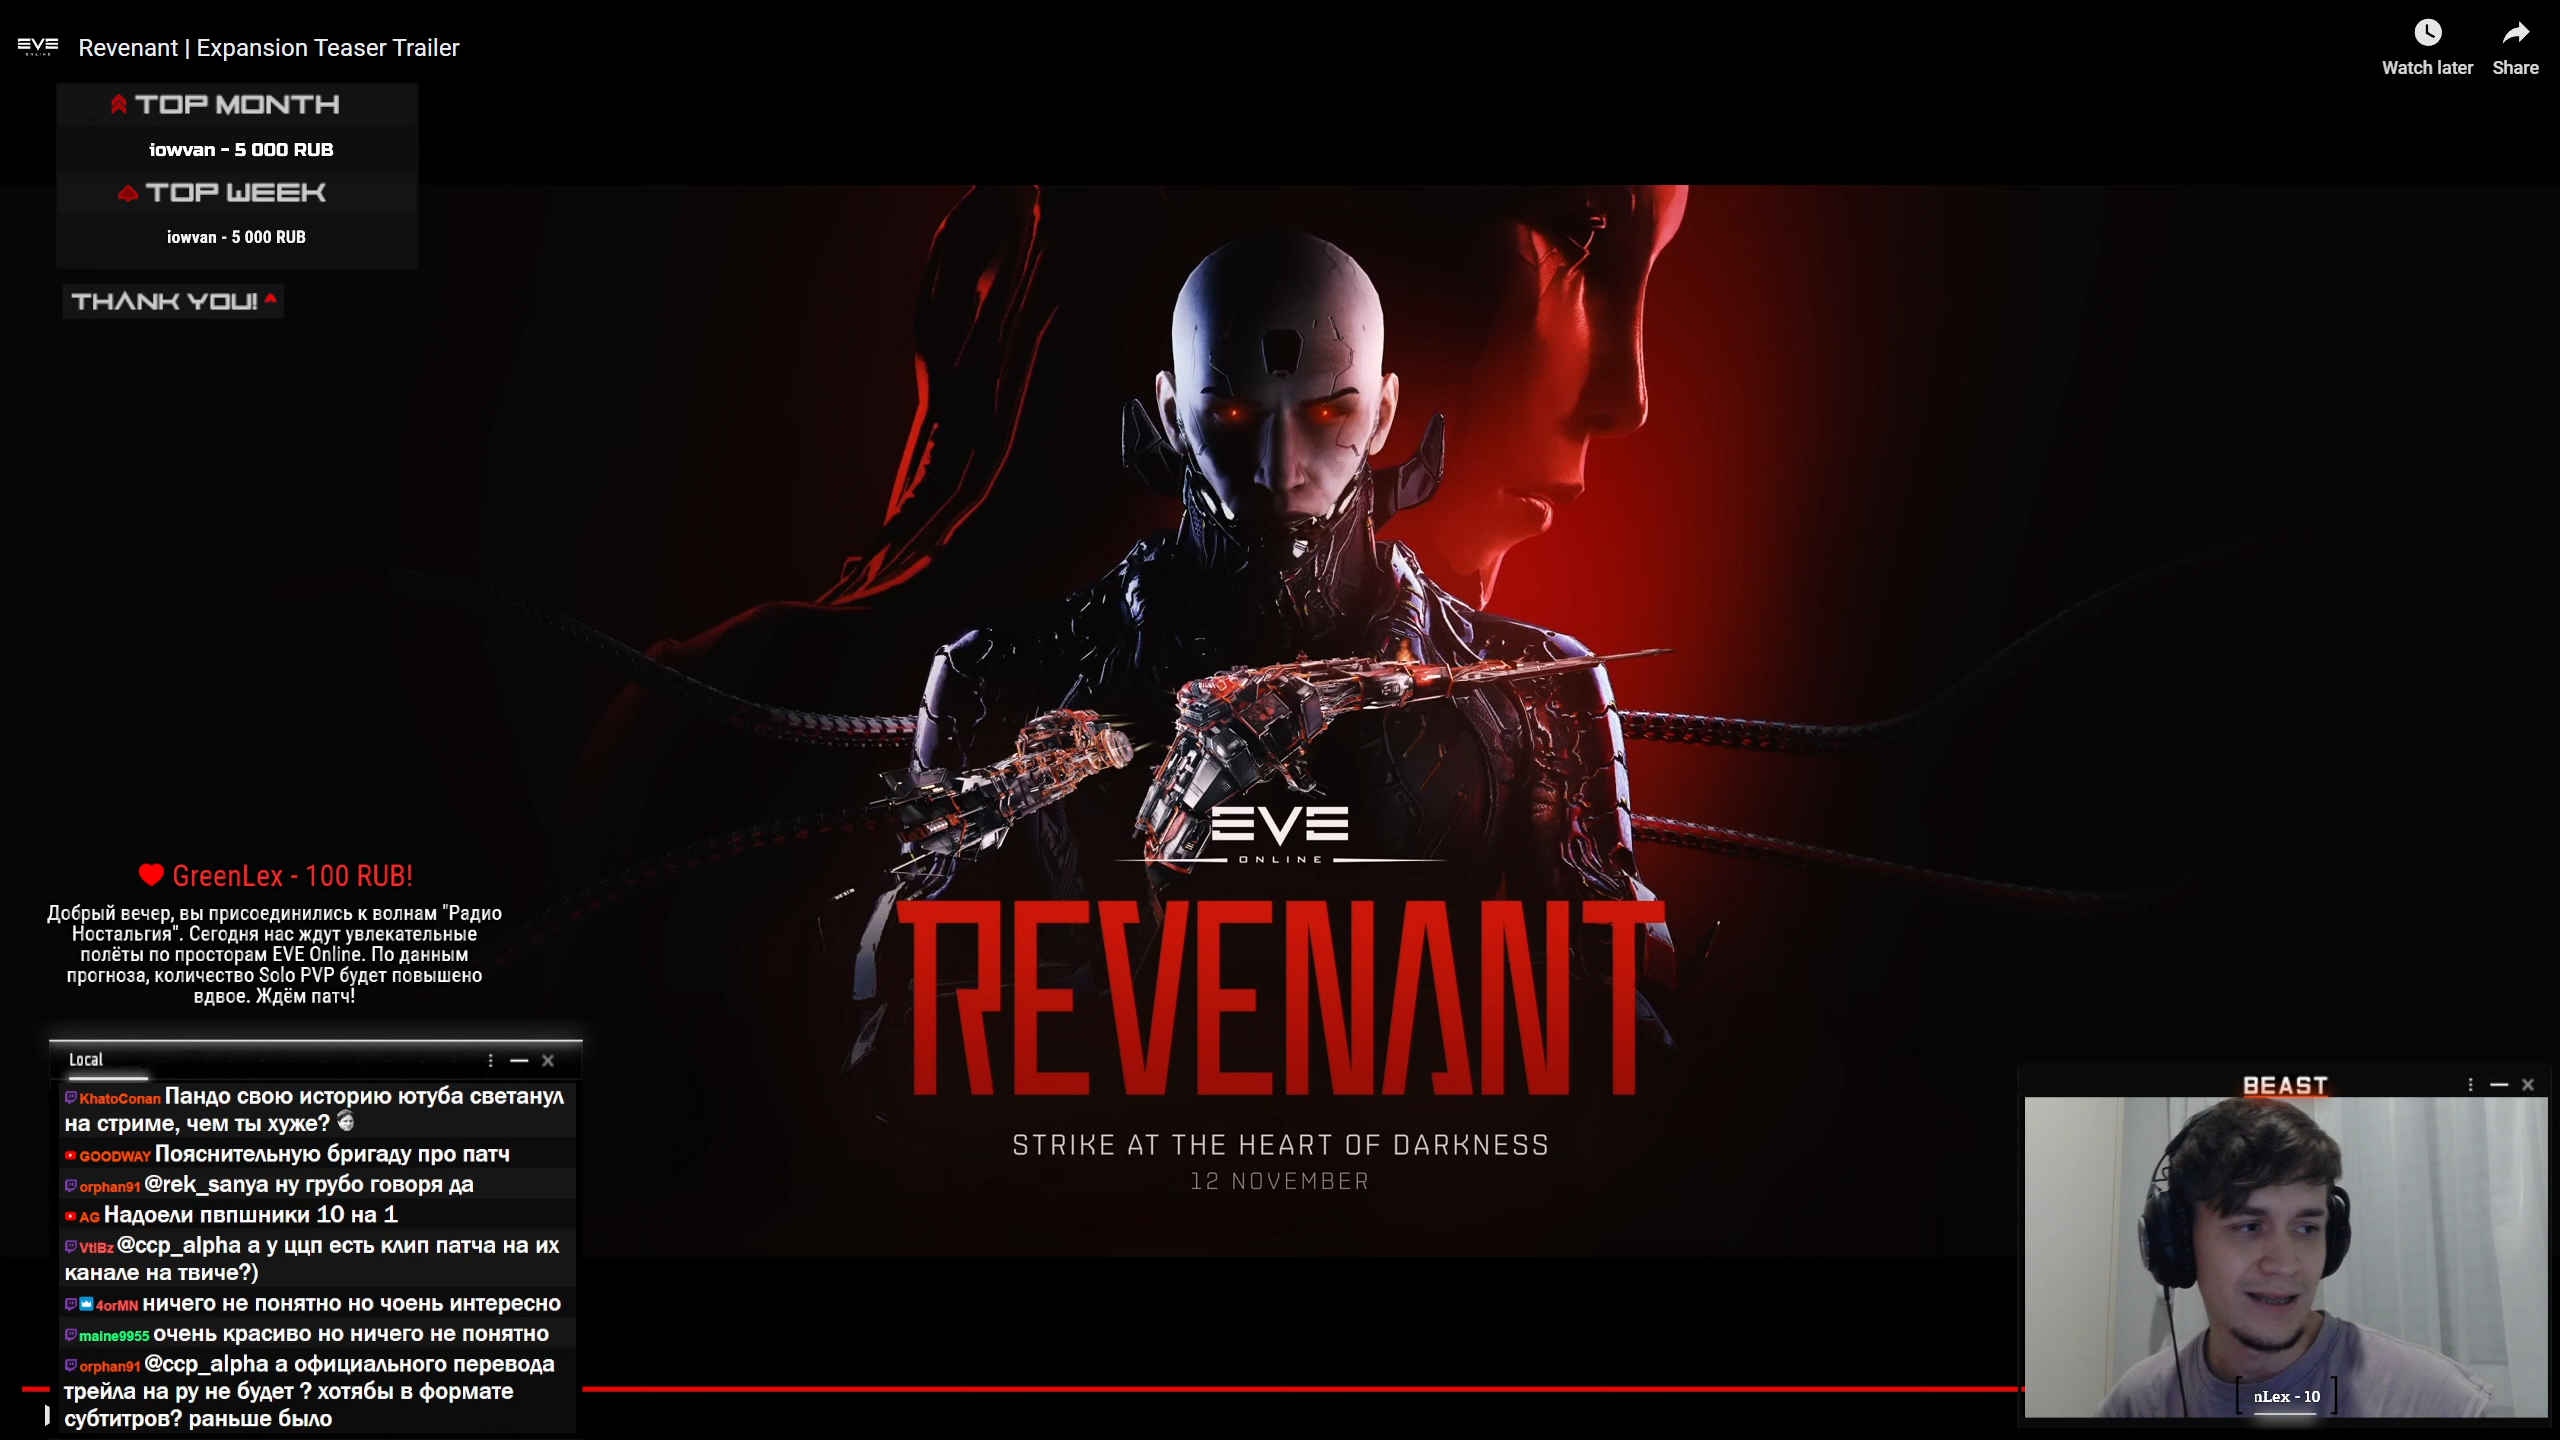 EVE
ONLINE
Revenant | Expansion Teaser Trailer
Watch later
Share
TOP MONTH
iowvan - 5 000 RUB
TOP WEEK
iowvan - 5 000 RUB
THANK YOU!
EVE
ONLINE
REVENANT
STRIKE AT THE HEART OF DARKNESS
12 NOVEMBER
GreenLex - 100 RUB!
Добрый вечер, вы присоединились к волнам "Радио
Ностальгия". Сегодня нас ждут увлекательные
полёты по просторам EVE Online. По данным
прогноза, количество Solo PVP будет повышено
вдвое. Ждём патч!
Local
KhatoConan Пандо свою историю ютуба светанул
на стриме, чем ты хуже?
GOODWAY Пояснительную бригаду про патч
orphan91 @rek_sanya ну грубо говоря да
AG Надоели пвпшники 10 на 1
VtlBz @ccp_alpha а у ццп есть клип патча на их
канале на твиче?)
4orMN ничего не понятно но чоень интересно
maine9955 очень красиво но ничего не понятно
orphan91 @ccp_alpha а официального перевода
трейла на ру не будет ? хотябы в формате
субтитров? раньше было
BEAST
nLex - 10